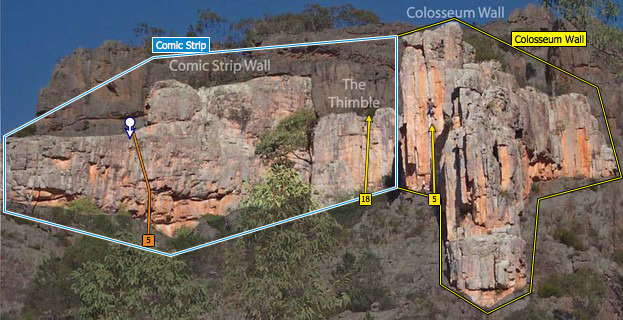 Colosseum Wall
Comic Strip
Colosseum Wall
Comic Strip Wall
The
Thimble
18
5
5